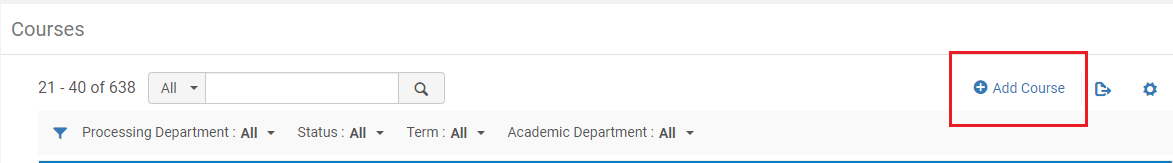 Courses
21 - 40 of 638 All Add Course
Processing Department : All Status : All Term : All Academic Department : All